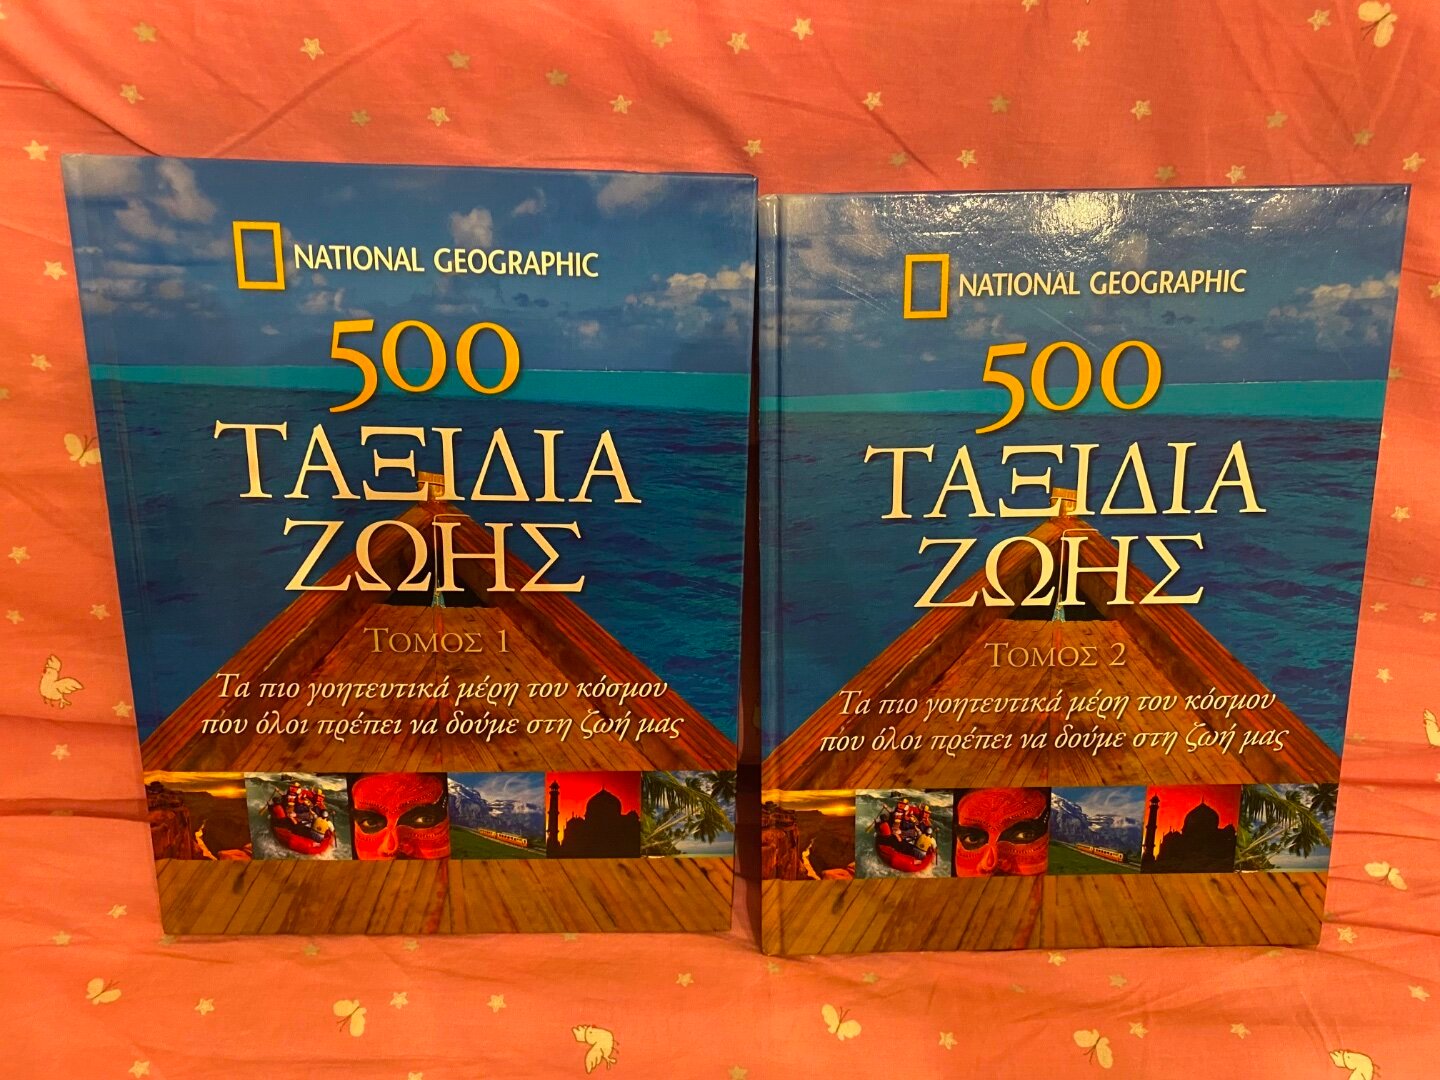 NATIONAL GEOGRAPHIC
500
ΤΑΞΙΔΙΑ
ΖΩΗΣ
ΤΟΜΟΣ 1
Τα πιο γοητευτικά μέρη του κόσμου
που όλοι πρέπει να δούμε στη ζωή μας
NATIONAL GEOGRAPHIC
500
ΤΑΞΙΔΙΑ
ΖΩΗΣ
ΤΟΜΟΣ 2
Τα πιο γοητευτικά μέρη του κόσμου
που όλοι πρέπει να δούμε στη ζωή μας